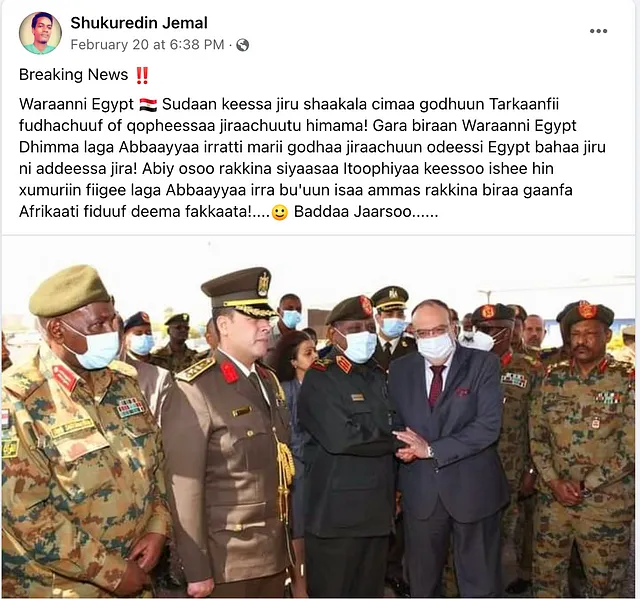 Shukuredin Jemal
February 20 at 6:38 PM ·
Breaking News ‼️
Waraanni Egypt 🇪🇬 Sudaan keessa jiru shaakala cimaa godhuun Tarkaanfii
fudhachuuf of qopheessaa jiraachuutu himama! Gara biraan Waraanni Egypt
Dhimma laga Abbaayyaa irratti marii godhaa jiraachuun odeessi Egypt bahaa jiru
ni addeessa jira! Abiy osoo rakkina siyaasaa Itoophiyaa keessoo ishee hin
xumuriin fiigee laga Abbaayyaa irra bu'uun isaa ammas rakkina biraa gaanfa
Afrikaati fiduuf deema fakkaata!....😀 Baddaa Jaarsoo......